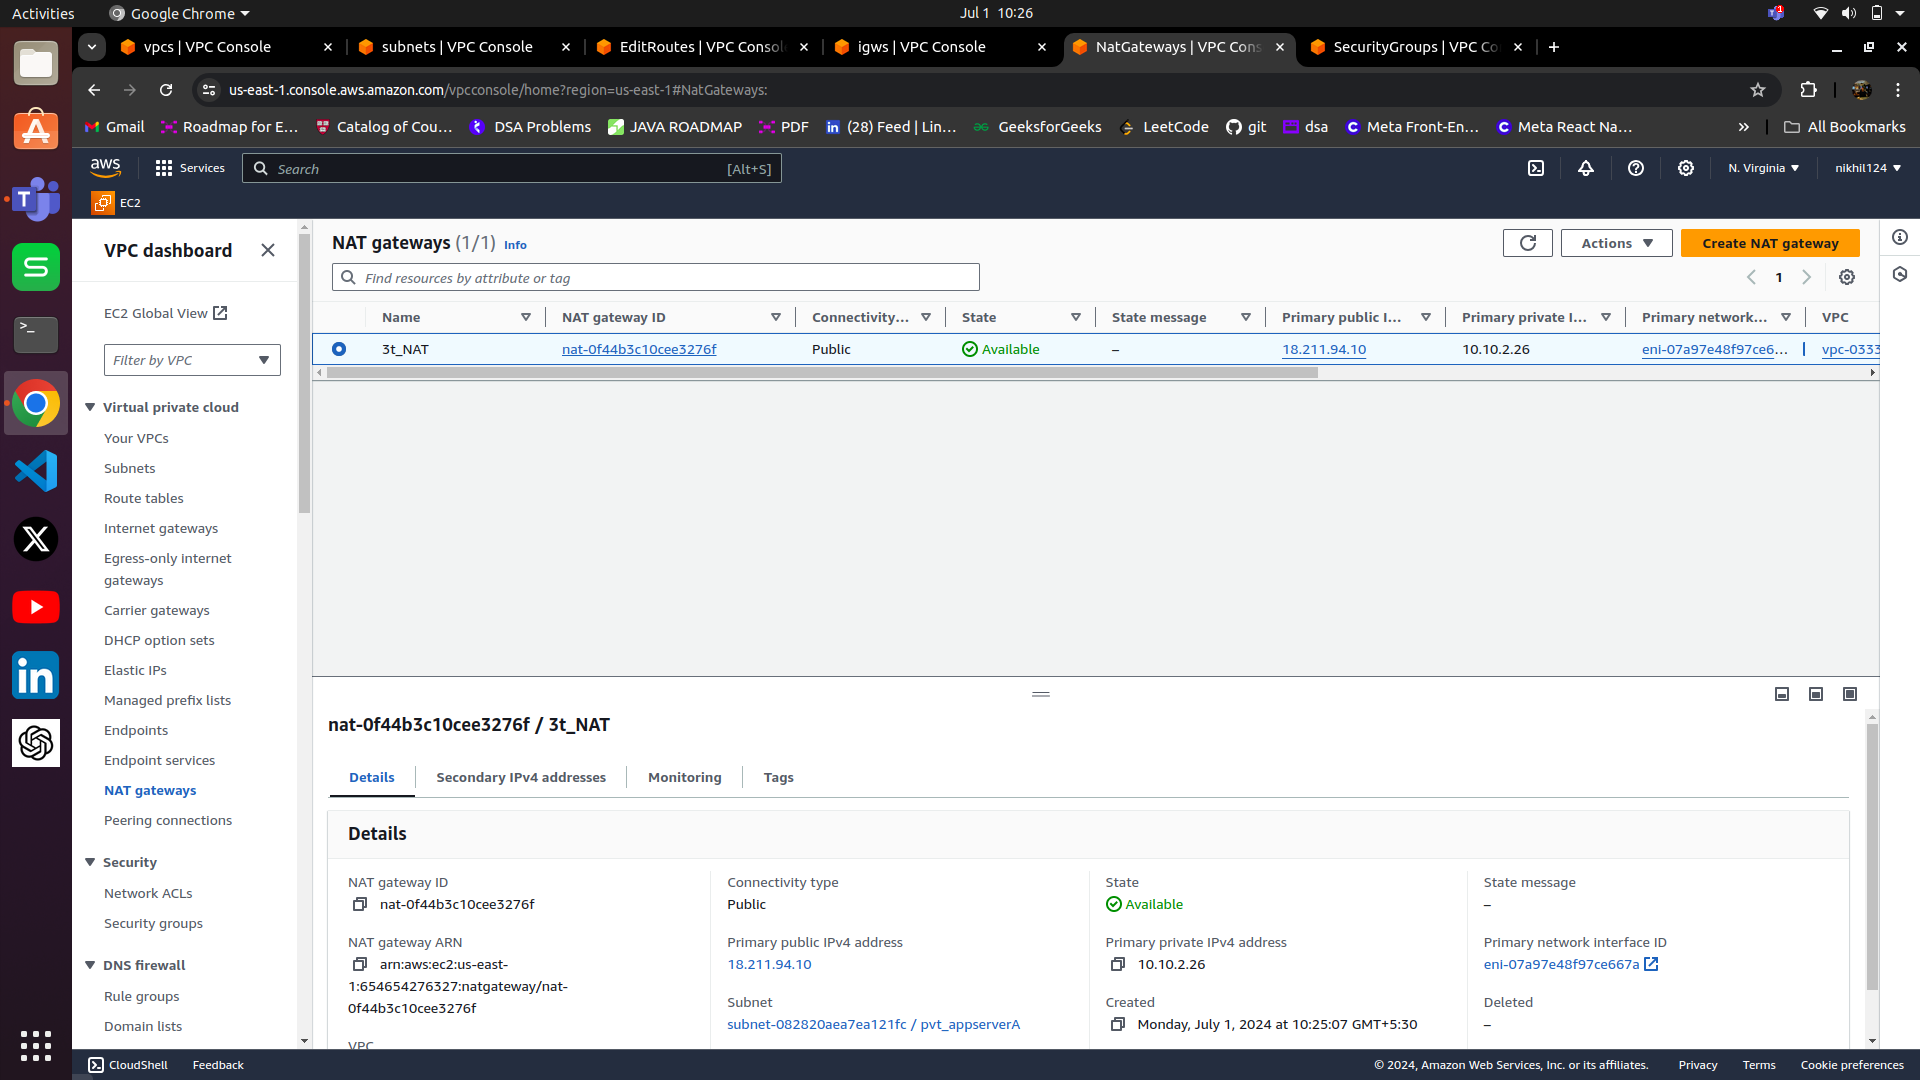 Activities
Google Chrome
Jul 1 10:26
1
vpcs | VPC Console
subnets | VPC Console
EditRoutes | VPC Console
igws | VPC Console
NatGateways | VPC Cons
SecurityGroups | VPC Co
us-east-1.console.aws.amazon.com/vpcconsole/home?region=us-east-1#NatGateways:
Gmail
Roadmap for E...
Catalog of Cou...
DSA Problems
JAVA ROADMAP
PDF
(28) Feed | Lin...
GeeksforGeeks
LeetCode
git
dsa
Meta Front-En...
Meta React Na...
»
All Bookmarks
aws
Services
Search
[Alt+S]
N. Virginia
nikhil124
EC2
VPC dashboard
EC2 Global View
Filter by VPC
Virtual private cloud
Your VPCs
Subnets
Route tables
Internet gateways
Egress-only internet
gateways
Carrier gateways
DHCP option sets
Elastic IPs
Managed prefix lists
Endpoints
Endpoint services
NAT gateways
Peering connections
Security
Network ACLs
Security groups
DNS firewall
Rule groups
Domain lists
NAT gateways (1/1) Info
Actions
Create NAT gateway
Find resources by attribute or tag
1
Name
NAT gateway ID
Connectivity...
State
State message
Primary public I...
Primary private I...
Primary network...
VPC
3t_NAT
nat-0f44b3c10cee3276f
Public
Available
–
18.211.94.10
10.10.2.26
eni-07a97e48f97ce6...
vpc-0333
nat-0f44b3c10cee3276f / 3t_NAT
Details
Secondary IPv4 addresses
Monitoring
Tags
Details
NAT gateway ID
nat-0f44b3c10cee3276f
Connectivity type
Public
State
Available
State message
–
NAT gateway ARN
arn:aws:ec2:us-east-
1:654654276327:natgateway/nat-
0f44b3c10cee3276f
Primary public IPv4 address
18.211.94.10
Primary private IPv4 address
10.10.2.26
Primary network interface ID
eni-07a97e48f97ce667a
Subnet
subnet-082820aea7ea121fc / pvt_appserverA
Created
Monday, July 1, 2024 at 10:25:07 GMT+5:30
Deleted
–
VPC
CloudShell
Feedback
© 2024, Amazon Web Services, Inc. or its affiliates.
Privacy
Terms
Cookie preferences